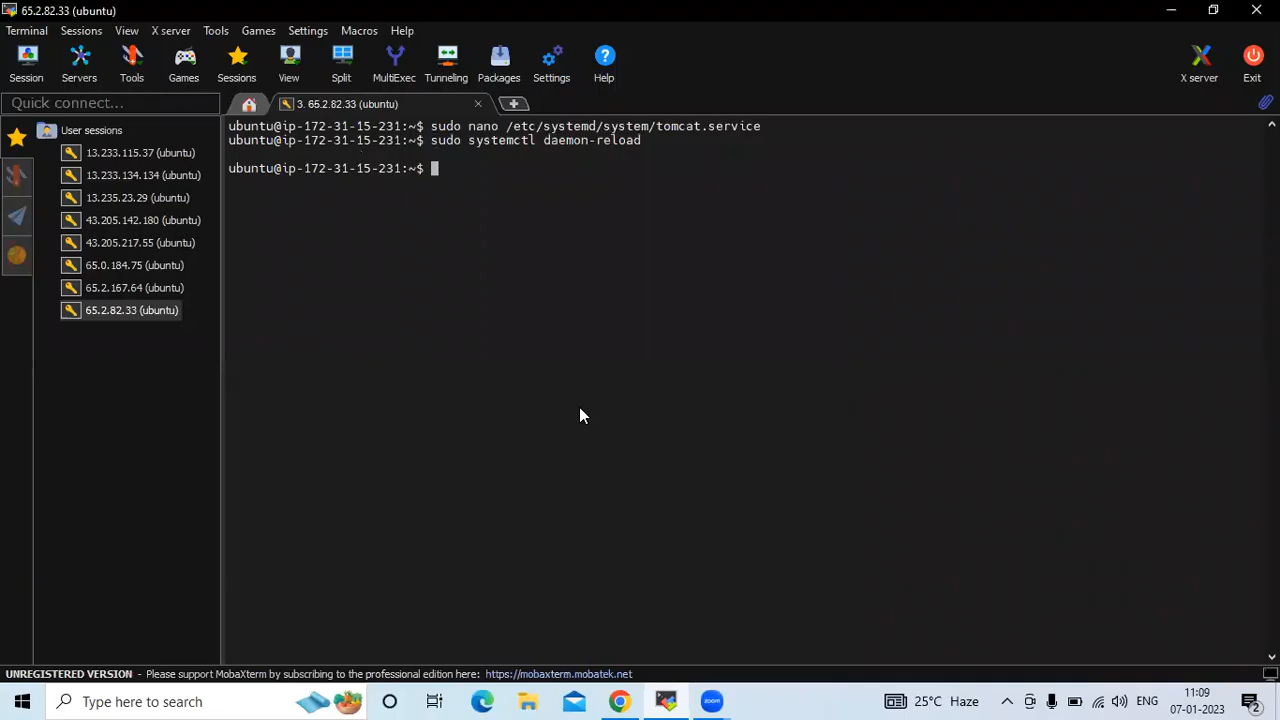 65.2.82.33 (ubuntu)
Terminal Sessions View X server Tools Games Settings Macros Help
Session Servers Tools Games Sessions View Split MultiExec Tunneling Packages Settings Help X server Exit
Quick connect...
3. 65.2.82.33 (ubuntu)
User sessions
13.233.115.37 (ubuntu)
13.233.134.134 (ubuntu)
13.235.23.29 (ubuntu)
43.205.142.180 (ubuntu)
43.205.217.55 (ubuntu)
65.0.184.75 (ubuntu)
65.2.167.64 (ubuntu)
65.2.82.33 (ubuntu)
ubuntu@ip-172-31-15-231:~$ sudo nano /etc/systemd/system/tomcat.service
ubuntu@ip-172-31-15-231:~$ sudo systemctl daemon-reload
ubuntu@ip-172-31-15-231:~$
UNREGISTERED VERSION - Please support MobaXterm by subscribing to the professional edition here: https://mobaxterm.mobatek.net
Type here to search
zoom
25°C Haze
ENG
11:09
07-01-2023
2